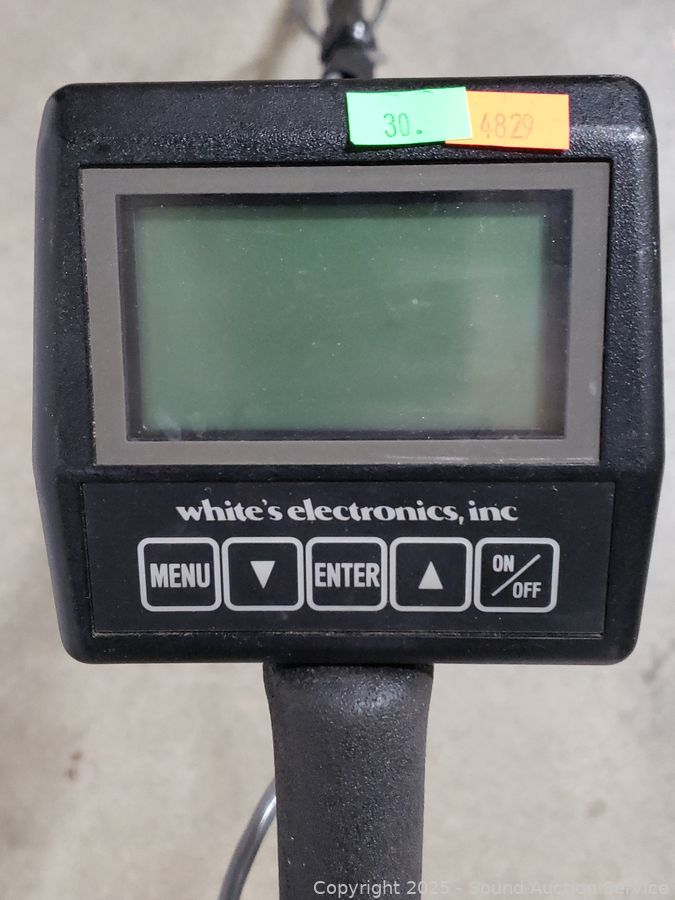 30. 4829
white's electronics, inc
MENU ▼ ENTER ▲ ON/OFF
Copyright 2025 - Sound Auction Service